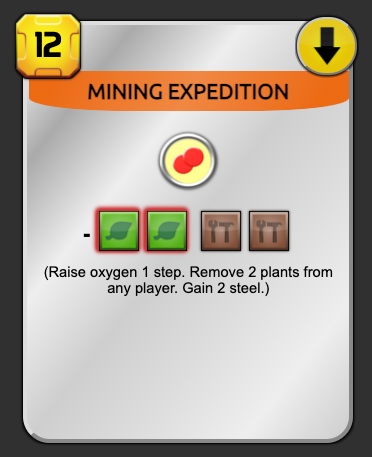 12
MINING EXPEDITION
-
(Raise oxygen 1 step. Remove 2 plants from
any player. Gain 2 steel.)